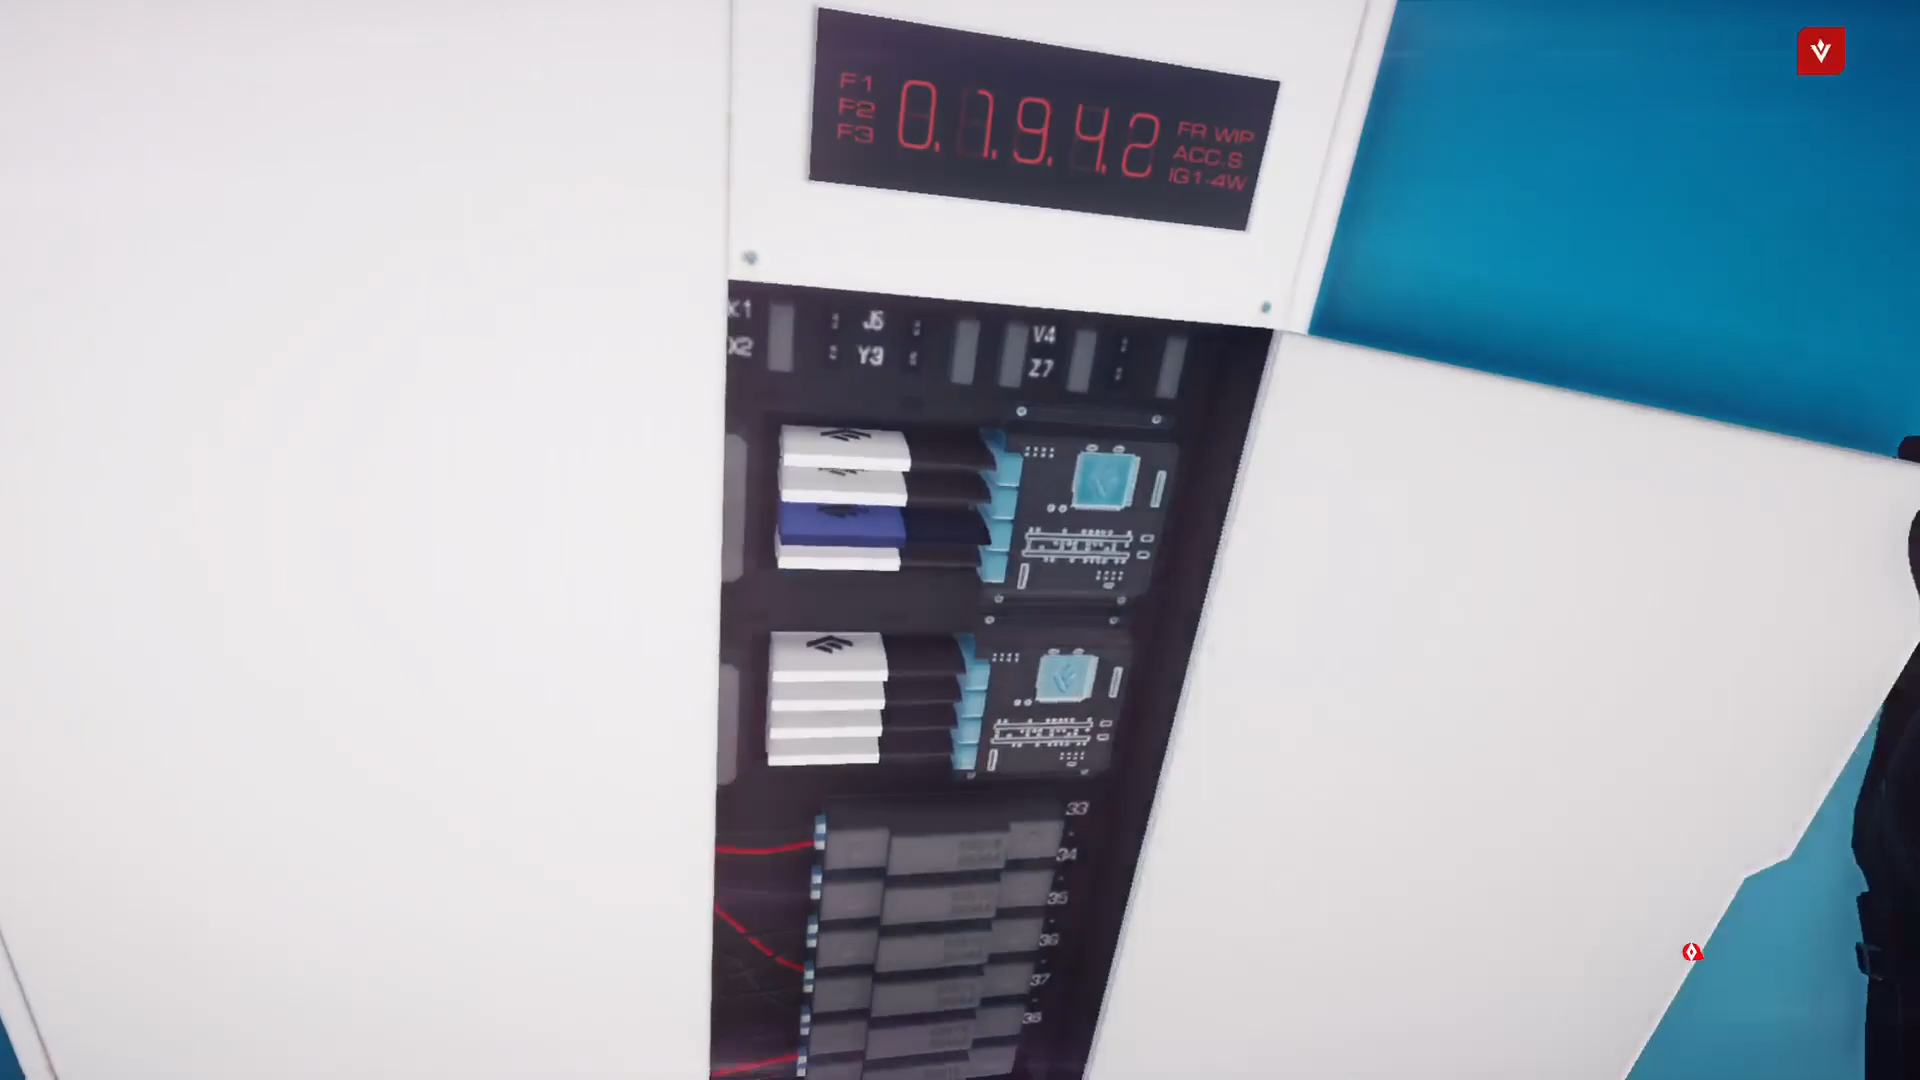 F1
F2
F3
0.1.9.4.2
FR WIP
ACC.S
IG1-4W
X1
X2
J5
Y3
V4
Z7
33
34
35
36
37
38